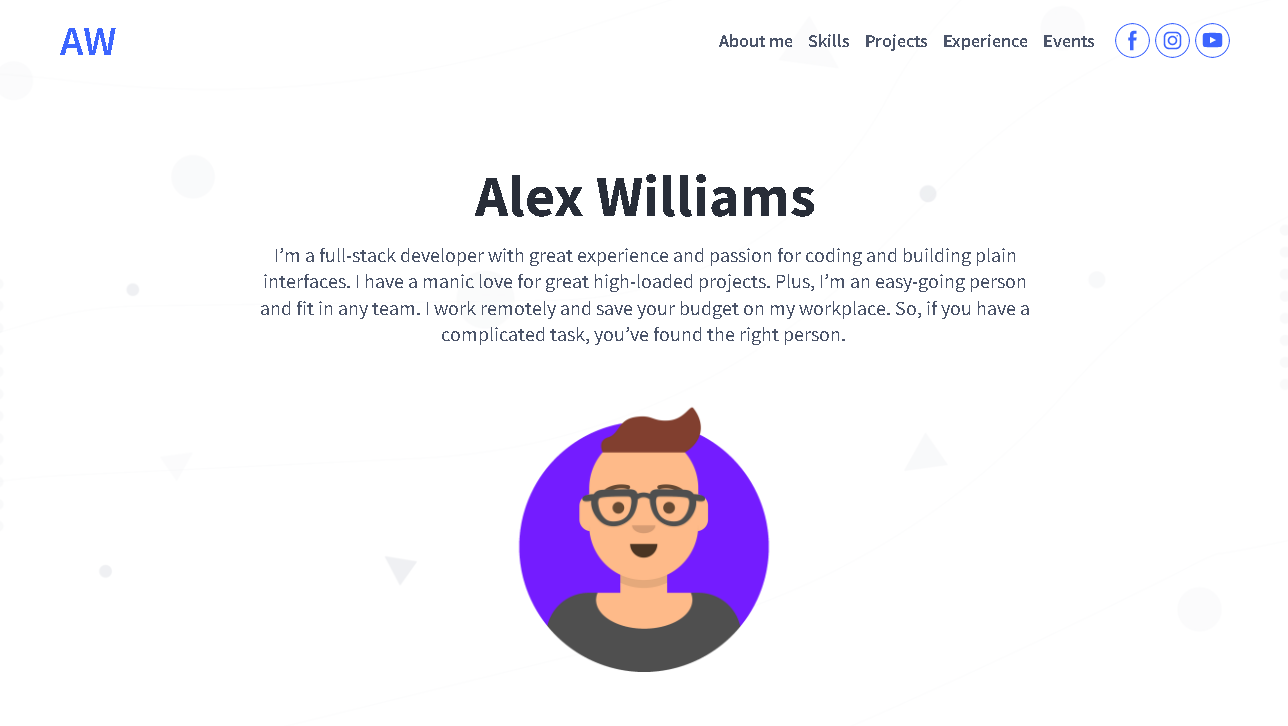 AW
About me Skills Projects Experience Events
Alex Williams
I’m a full-stack developer with great experience and passion for coding and building plain
interfaces. I have a manic love for great high-loaded projects. Plus, I’m an easy-going person
and fit in any team. I work remotely and save your budget on my workplace. So, if you have a
complicated task, you’ve found the right person.